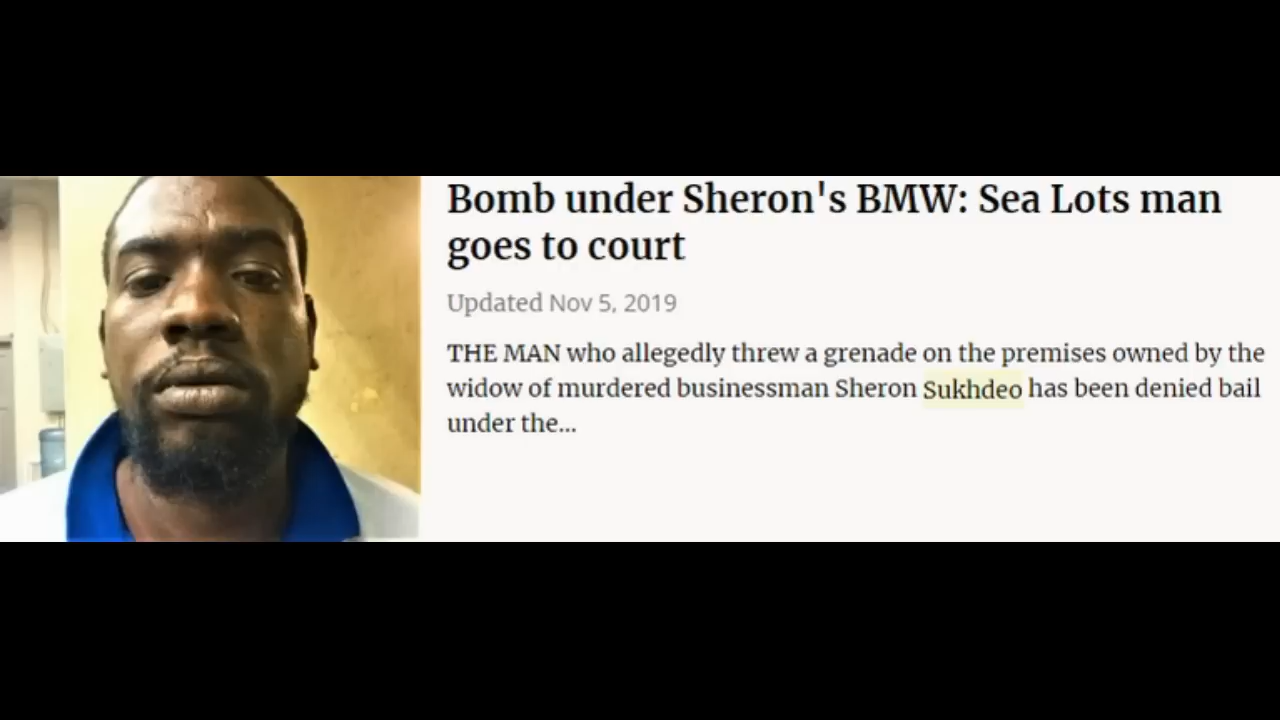 Bomb under Sheron's BMW: Sea Lots man
goes to court
Updated Nov 5, 2019
THE MAN who allegedly threw a grenade on the premises owned by the
widow of murdered businessman Sheron Sukhdeo has been denied bail
under the...